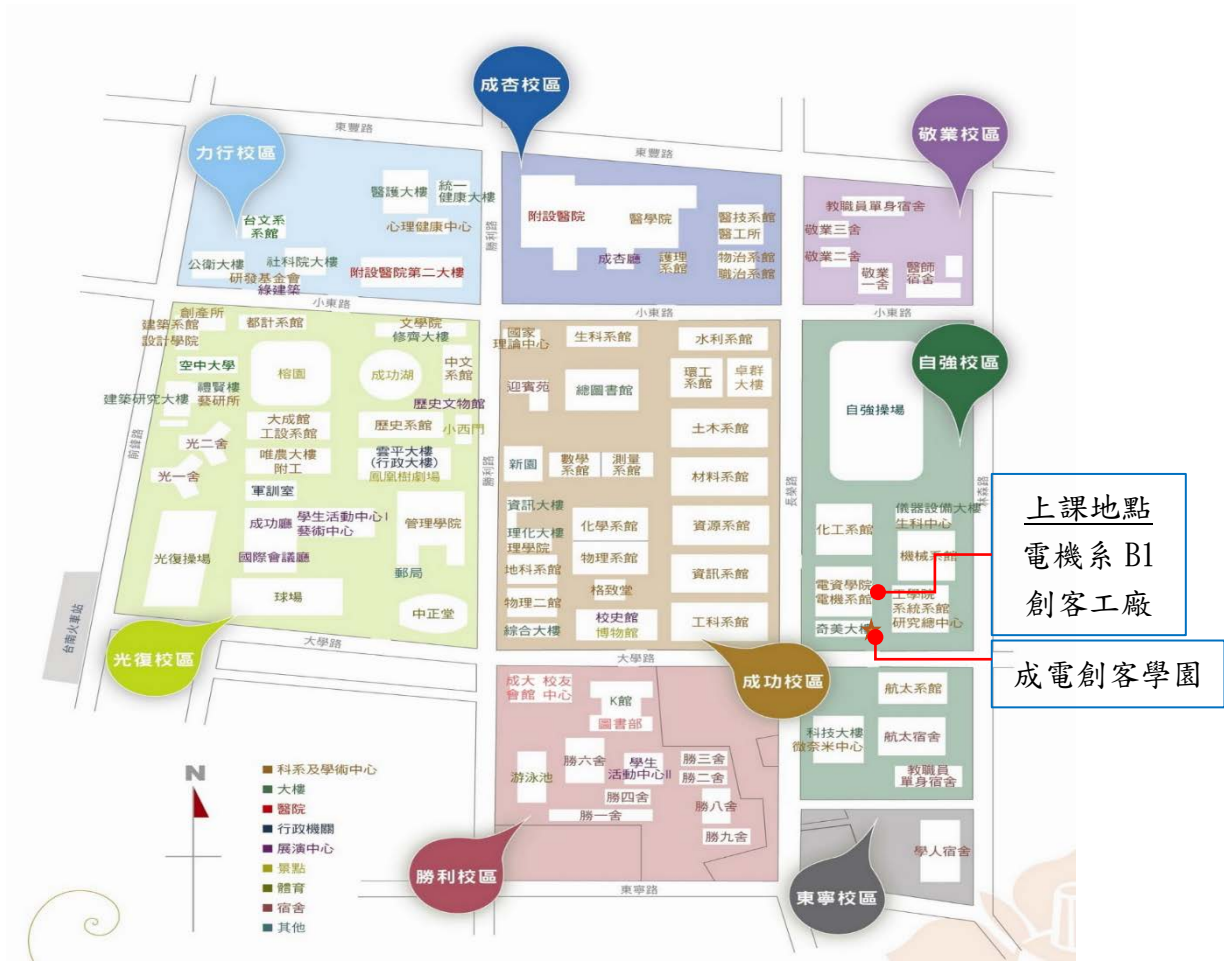 成杏校區
東豐路
力行校區
東豐路
敬業校區
醫護大樓
統一
健康大樓
心理健康中心
台文系
系館
公衛大樓
社科院大樓
研發基金會
綠建築
附設醫院第二大樓
勝利路
附設醫院
醫學院
醫技系館
醫工所
成杏廳
護理
系館
物治系館
職治系館
教職員單身宿舍
敬業三舍
敬業二舍
敬業
一舍
醫師
宿舍
小東路
小東路
小東路
創產所
建築系館
設計學院
都計系館
文學院
修齊大樓
空中大學
榕園
成功湖
中文
系館
禮賢樓
藝研所
建築研究大樓
歷史文物館
大成館
工設系館
歷史系館
小西門
光二舍
唯農大樓
附工
雲平大樓
(行政大樓)
鳳凰樹劇場
光一舍
軍訓室
成功廳
學生活動中心I
藝術中心
管理學院
光復操場
國際會議廳
郵局
球場
中正堂
前鋒路
台南火車站
光復校區
大學路
勝利路
國家
理論中心
生科系館
水利系館
迎賓苑
總圖書館
環工
系館
卓群
大樓
土木系館
新園
數學
系館
測量
系館
材料系館
資訊大樓
理化大樓
理學院
化學系館
資源系館
地科系館
物理系館
資訊系館
物理二館
格致堂
綜合大樓
校史館
博物館
工科系館
大學路
成功校區
長榮路
自強校區
自強操場
林森路
儀器設備大樓
生科中心
化工系館
機械系館
電資學院
電機系館
工學院
系統系館
研究總中心
奇美大樓
上課地點
電機系 B1
創客工廠
成電創客學園
航太系館
科技大樓
微奈米中心
航太宿舍
教職員
單身宿舍
成大 校友
會館 中心
K館
圖書部
游泳池
勝六舍
學生
活動中心II
勝三舍
勝二舍
勝四舍
勝八舍
勝一舍
勝九舍
勝利校區
東寧路
東寧校區
學人宿舍
N
科系及學術中心
大樓
醫院
行政機關
展演中心
景點
體育
宿舍
其他